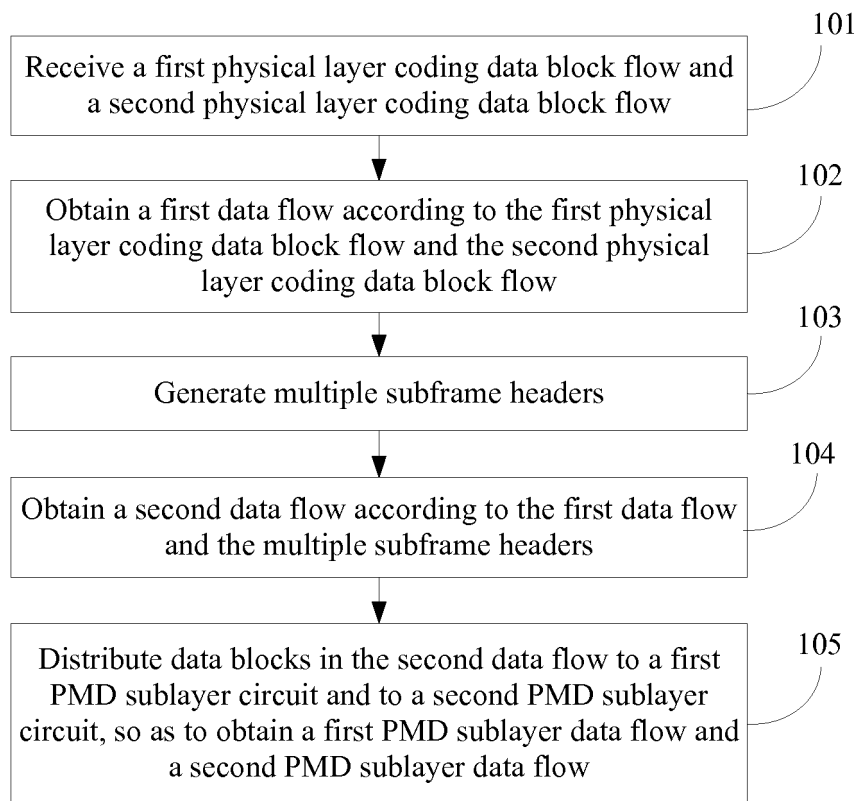 101
Receive a first physical layer coding data block flow and
a second physical layer coding data block flow
102
Obtain a first data flow according to the first physical
layer coding data block flow and the second physical
layer coding data block flow
103
Generate multiple subframe headers
104
Obtain a second data flow according to the first data flow
and the multiple subframe headers
105
Distribute data blocks in the second data flow to a first
PMD sublayer circuit and to a second PMD sublayer
circuit, so as to obtain a first PMD sublayer data flow and
a second PMD sublayer data flow